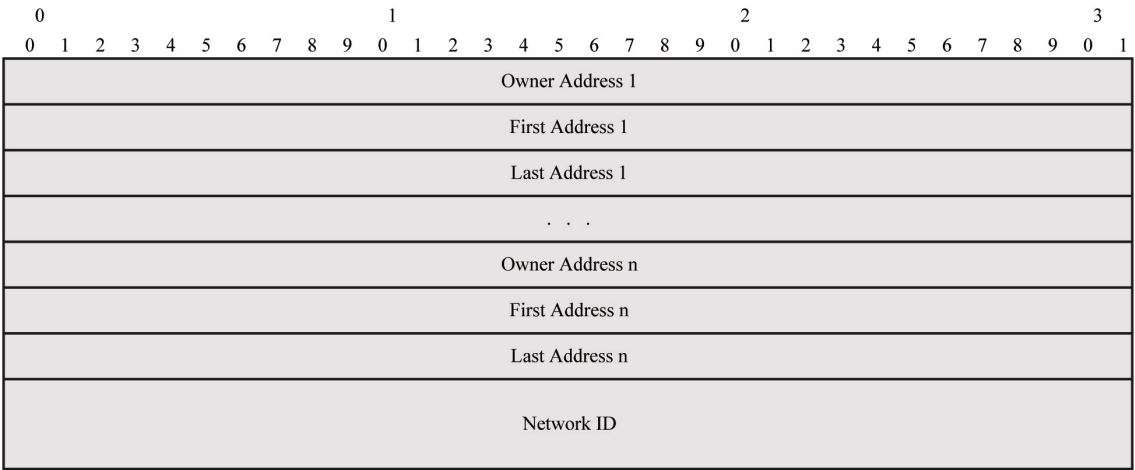 0 1 2 3
0 1 2 3 4 5 6 7 8 9 0 1 2 3 4 5 6 7 8 9 0 1 2 3 4 5 6 7 8 9 0 1
Owner Address 1
First Address 1
Last Address 1
. . .
Owner Address n
First Address n
Last Address n
Network ID